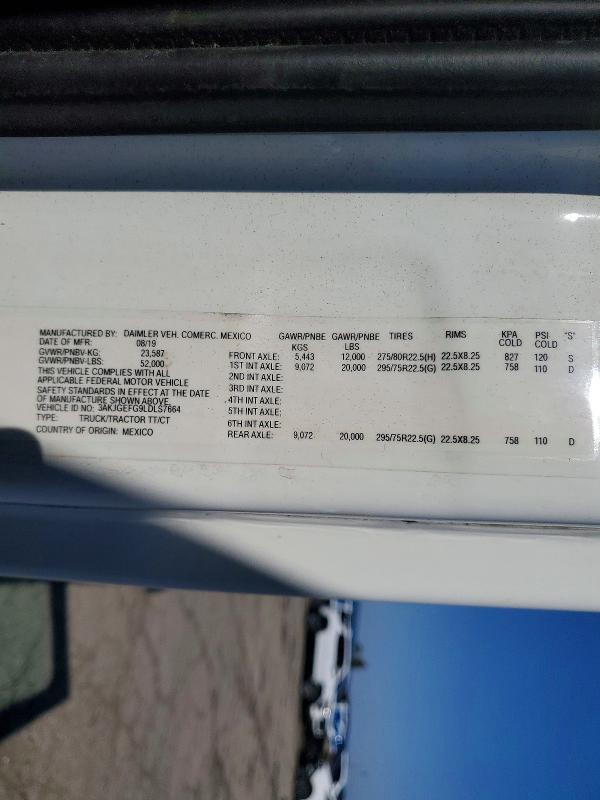 MANUFACTURED BY: DAIMLER VEH. COMERC. MEXICO
DATE OF MFR: 08/19
GVWR/PNBV-KG: 23,587
GVWR/PNBV-LBS: 52,000
THIS VEHICLE COMPLIES WITH ALL
APPLICABLE FEDERAL MOTOR VEHICLE
SAFETY STANDARDS IN EFFECT AT THE DATE
OF MANUFACTURE SHOWN ABOVE
VEHICLE ID NO: 3AKJGEFG9LDLS7664
TYPE: TRUCK/TRACTOR TT/CT
COUNTRY OF ORIGIN: MEXICO
GAWR/PNBE GAWR/PNBE TIRES RIMS KPA PSI "S"
KGS LBS COLD COLD
FRONT AXLE: 5,443 12,000 275/80R22.5(H) 22.5X8.25 827 120 S
1ST INT AXLE: 9,072 20,000 295/75R22.5(G) 22.5X8.25 758 110 D
2ND INT AXLE:
3RD INT AXLE:
4TH INT AXLE:
5TH INT AXLE:
6TH INT AXLE:
REAR AXLE: 9,072 20,000 295/75R22.5(G) 22.5X8.25 758 110 D